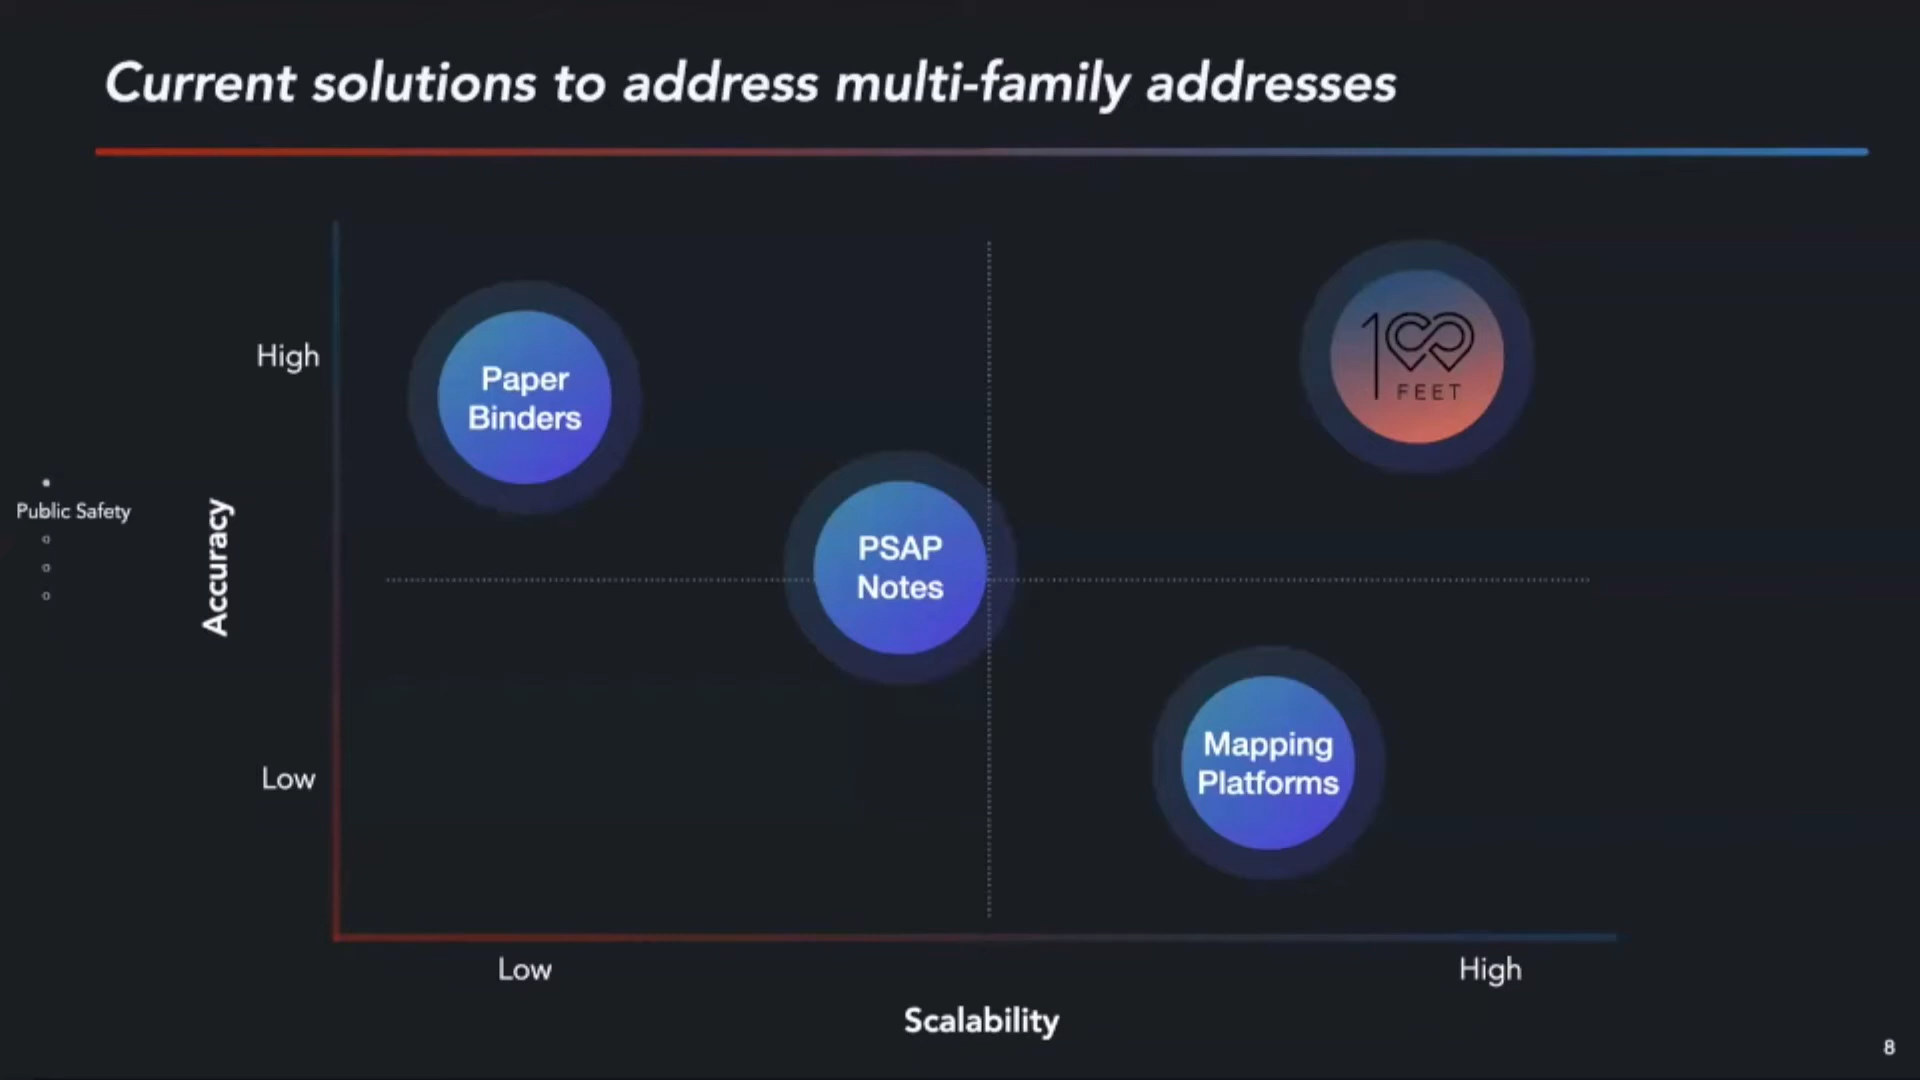 Current solutions to address multi-family addresses
High
Paper
Binders
100
FEET
Public Safety
Accuracy
PSAP
Notes
Mapping
Platforms
Low
Low
High
Scalability
8